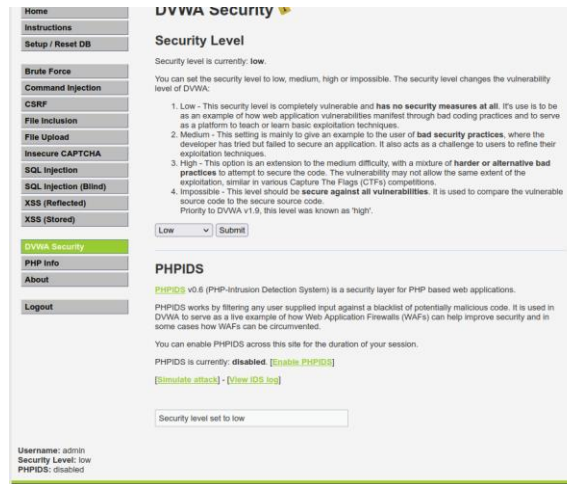 Home
Instructions
Setup / Reset DB
Brute Force
Command Injection
CSRF
File Inclusion
File Upload
Insecure CAPTCHA
SQL Injection
SQL Injection (Blind)
XSS (Reflected)
XSS (Stored)
DVWA Security
PHP Info
About
Logout
DVWA Security
Security Level
Security level is currently: low.
You can set the security level to low, medium, high or impossible. The security level changes the vulnerability
level of DVWA:
1. Low - This security level is completely vulnerable and has no security measures at all. It's use is to be
as an example of how web application vulnerabilities manifest through bad coding practices and to serve
as a platform to teach or learn basic exploitation techniques.
2. Medium - This setting is mainly to give an example to the user of bad security practices, where the
developer has tried but failed to secure an application. It also acts as a challenge to users to refine their
exploitation techniques.
3. High - This option is an extension to the medium difficulty, with a mixture of harder or alternative bad
practices to attempt to secure the code. The vulnerability may not allow the same extent of the
exploitation, similar in various Capture The Flags (CTFs) competitions.
4. Impossible - This level should be secure against all vulnerabilities. It is used to compare the vulnerable
source code to the secure source code.
Priority to DVWA v1.9, this level was known as 'high'.
Low Submit
PHPIDS
PHPIDS v0.6 (PHP-Intrusion Detection System) is a security layer for PHP based web applications.
PHPIDS works by filtering any user supplied input against a blacklist of potentially malicious code. It is used in
DVWA to serve as a live example of how Web Application Firewalls (WAFs) can help improve security and in
some cases how WAFs can be circumvented.
You can enable PHPIDS across this site for the duration of your session.
PHPIDS is currently: disabled. [Enable PHPIDS]
[Simulate attack] - [View IDS log]
Security level set to low
Username: admin
Security Level: low
PHPIDS: disabled